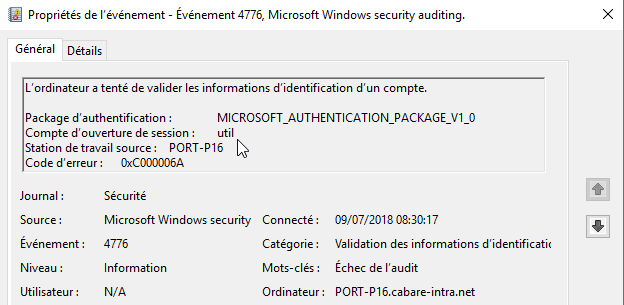 Propriétés de l'événement - Événement 4776, Microsoft Windows security auditing.
Général Détails
L'ordinateur a tenté de valider les informations d'identification d'un compte.
Package d'authentification : MICROSOFT_AUTHENTICATION_PACKAGE_V1_0
Compte d'ouverture de session : util
Station de travail source : PORT-P16
Code d'erreur : 0xC000006A
Journal : Sécurité
Source : Microsoft Windows security Connecté : 09/07/2018 08:30:17
Événement : 4776 Catégorie : Validation des informations d'identificatio
Niveau : Information Mots-clés : Échec de l'audit
Utilisateur : N/A Ordinateur : PORT-P16.cabare-intra.net